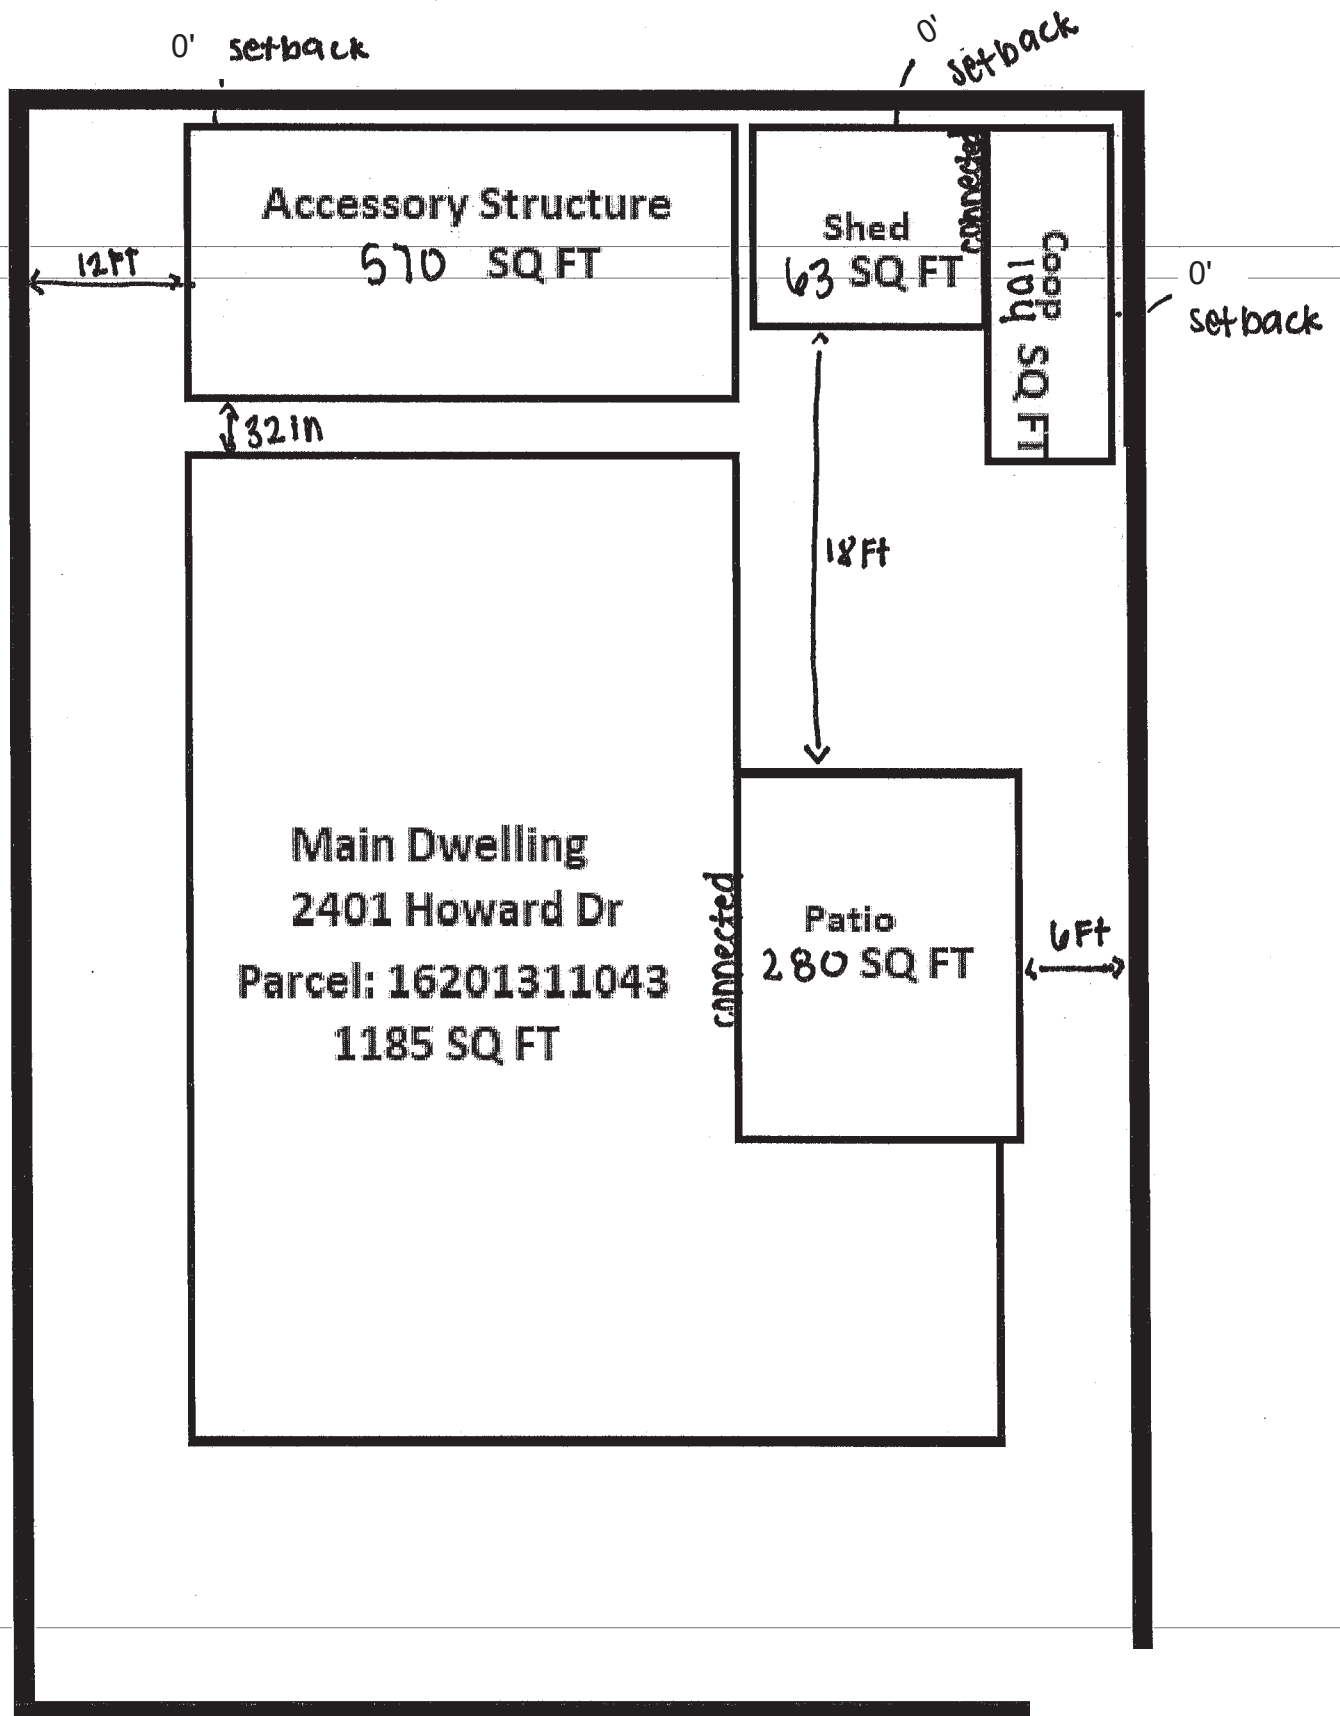 0' setback
0'
setback
Accessory Structure
570 SQ FT
connected
Shed
63 SQ FT
Coop
SQ FT
12Ft
0'
setback
32in
18Ft
Main Dwelling
2401 Howard Dr
Parcel: 16201311043
1185 SQ FT
connected
Patio
280 SQ FT
6Ft